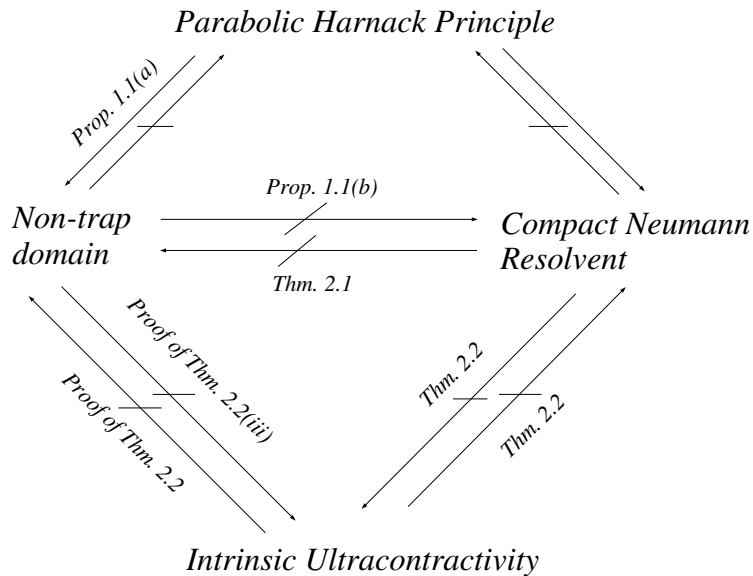 Parabolic Harnack Principle
Prop. 1.1(a)
Prop. 1.1(b)
Non-trap
domain
Compact Neumann
Resolvent
Thm. 2.1
Proof of Thm. 2.2(iii)
Proof of Thm. 2.2
Thm. 2.2
Thm. 2.2
Intrinsic Ultracontractivity